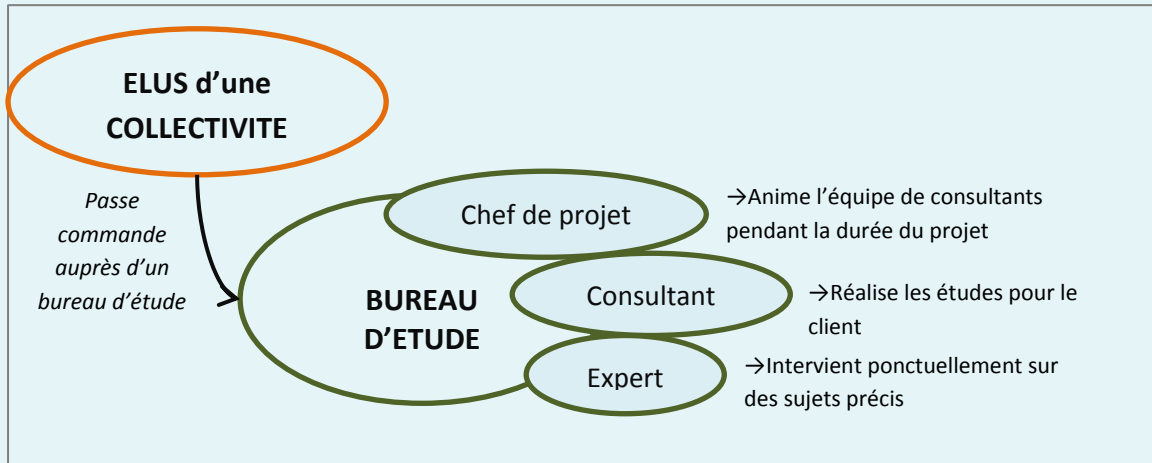 ELUS d’une
COLLECTIVITE
Passe
commande
auprès d’un
bureau d’étude
Chef de projet
→Anime l’équipe de consultants
pendant la durée du projet
BUREAU
D’ETUDE
Consultant
→Réalise les études pour le
client
Expert
→Intervient ponctuellement sur
des sujets précis